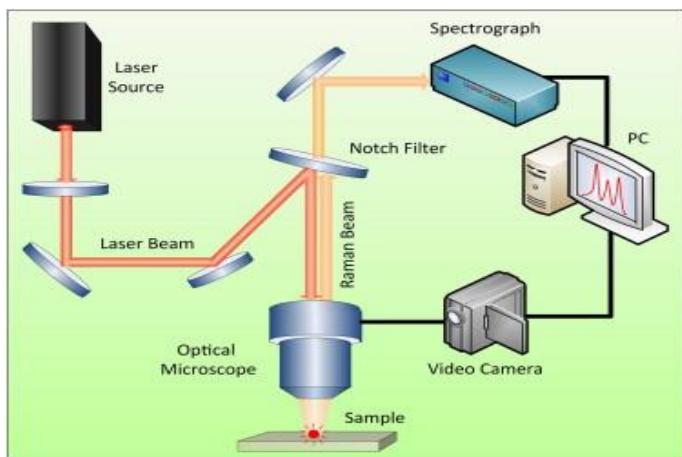 Spectrograph
Laser
Source
PC
Notch Filter
Laser Beam
Raman Beam
Optical
Microscope
Video Camera
Sample